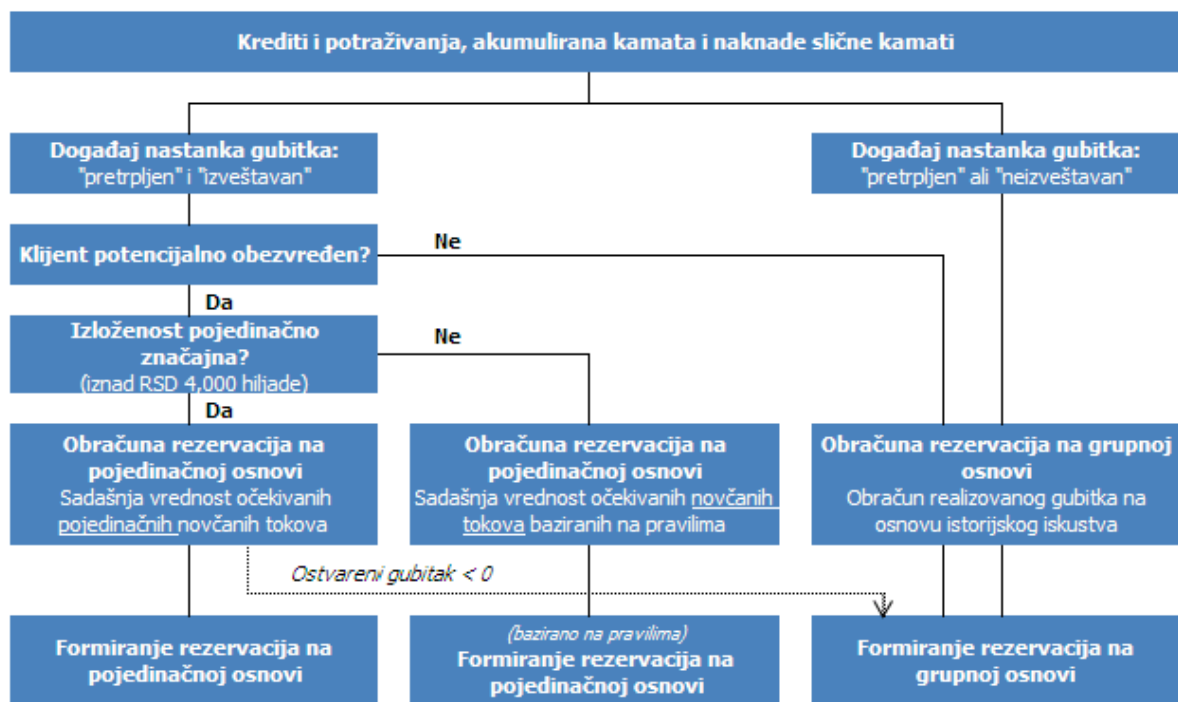 Krediti i potraživanja, akumulirana kamata i naknade slične kamati
Događaj nastanka gubitka:
"pretrpljen" i "izveštavan"
Događaj nastanka gubitka:
"pretrpljen" ali "neizveštavan"
Klijent potencijalno obezvređen?
Ne
Da
Izloženost pojedinačno
značajna?
(iznad RSD 4,000 hiljade)
Ne
Da
Obračuna rezervacija na
pojedinačnoj osnovi
Sadašnja vrednost očekivanih
pojedinačnih novčanih tokova
Obračuna rezervacija na
pojedinačnoj osnovi
Sadašnja vrednost očekivanih novčanih
tokova baziranih na pravilima
Obračuna rezervacija na grupnoj
osnovi
Obračun realizovanog gubitka na
osnovu istorijskog iskustva
Ostvareni gubitak < 0
Formiranje rezervacija na
pojedinačnoj osnovi
(bazirano na pravilima)
Formiranje rezervacija na
pojedinačnoj osnovi
Formiranje rezervacija na
grupnoj osnovi